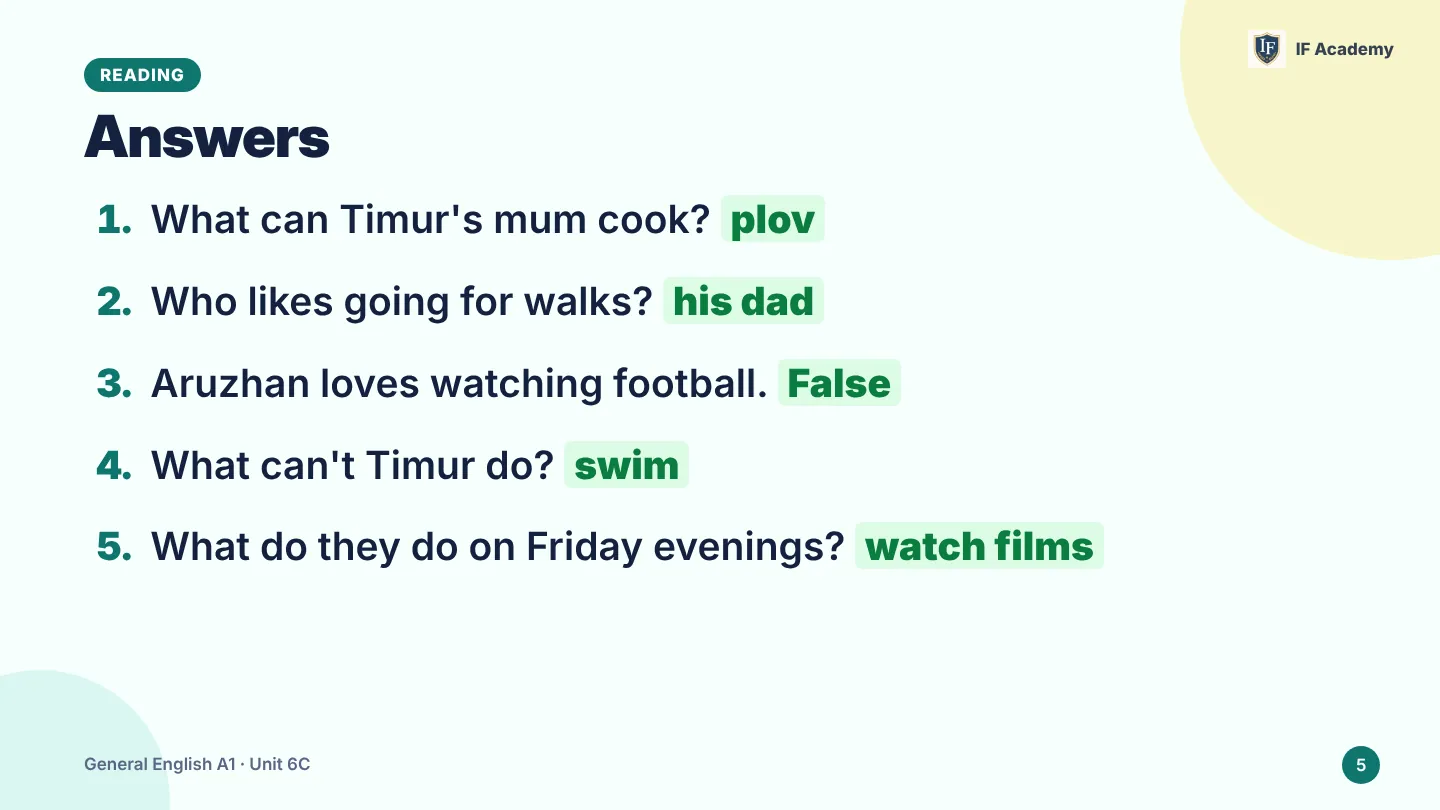 IF IF Academy
READING
Answers
1. What can Timur's mum cook? plov
2. Who likes going for walks? his dad
3. Aruzhan loves watching football. False
4. What can't Timur do? swim
5. What do they do on Friday evenings? watch films
General English A1 · Unit 6C
5